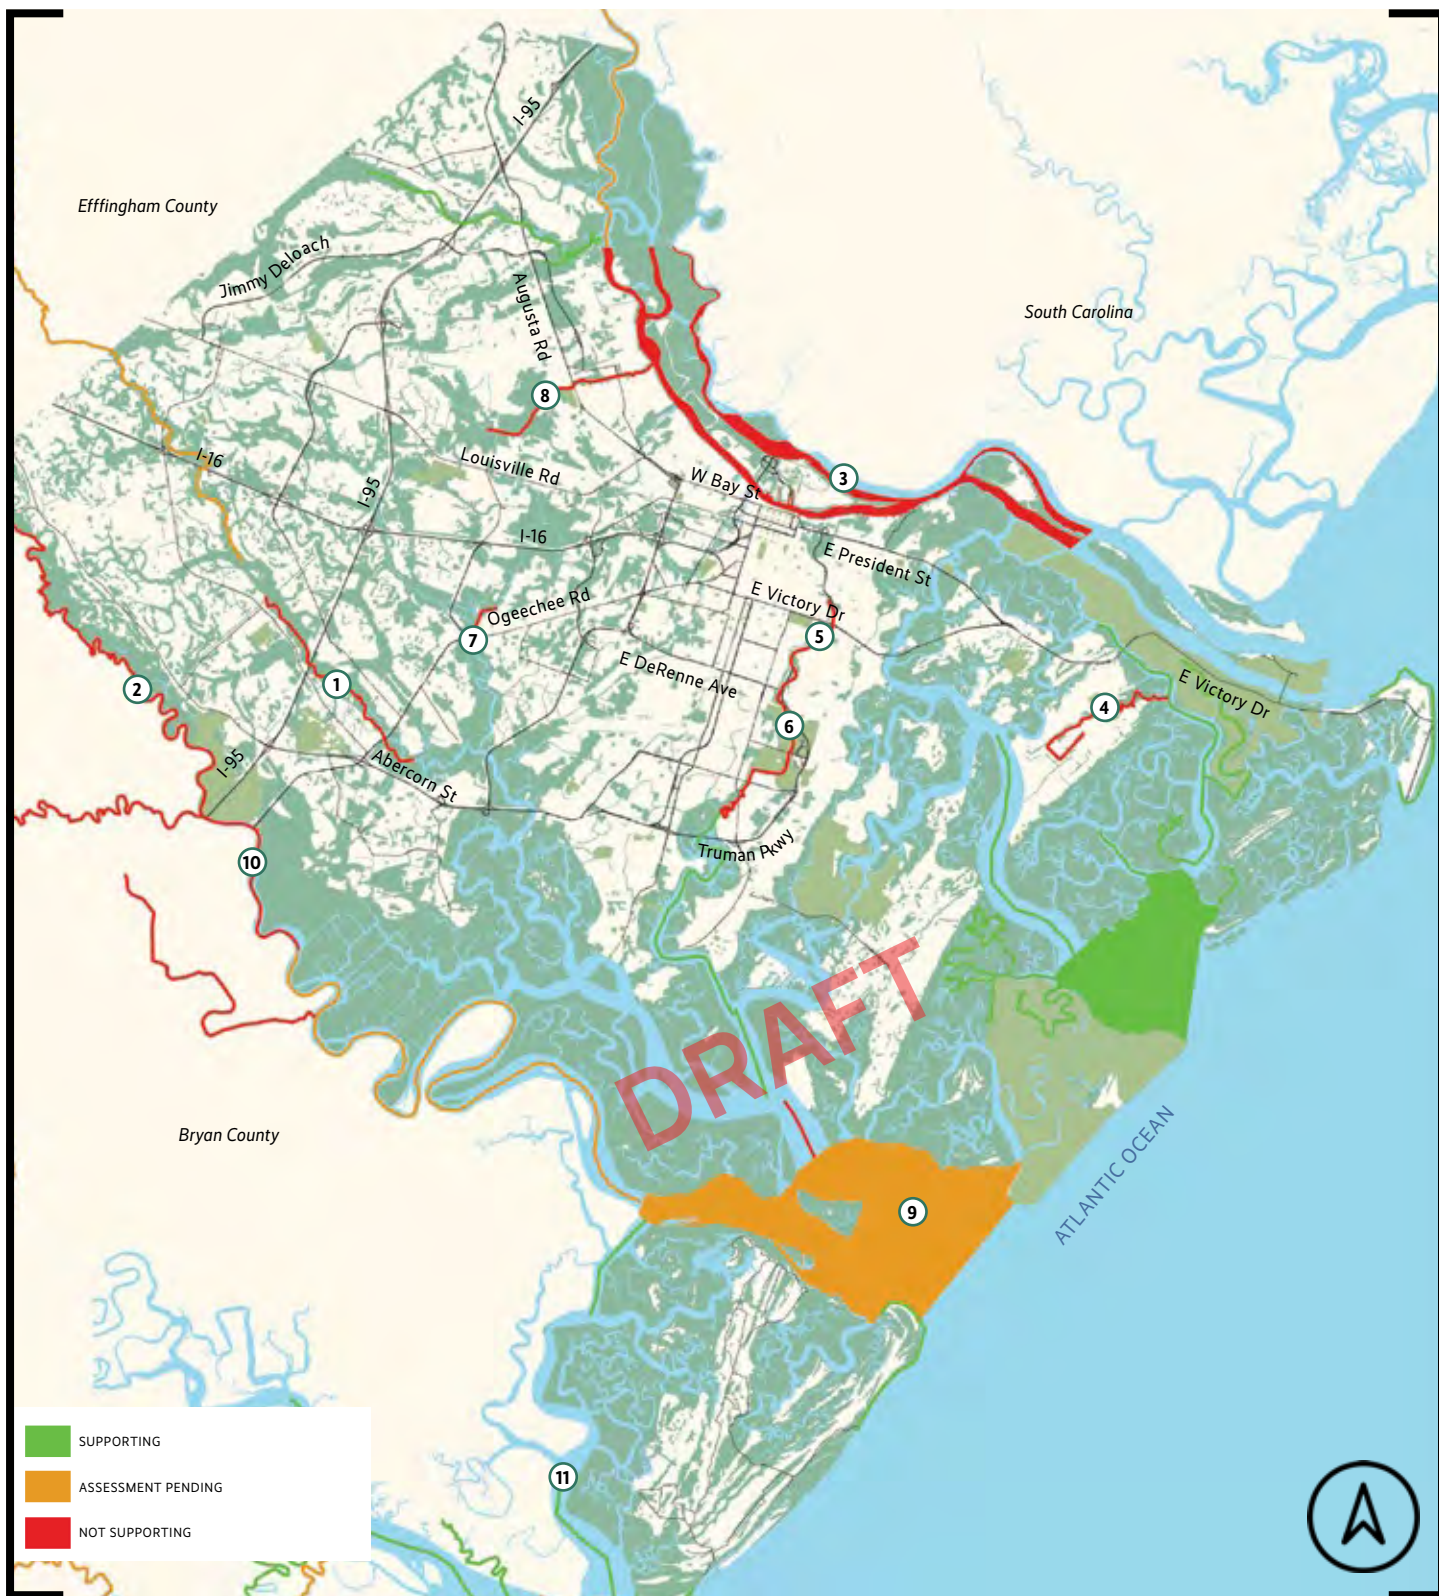 I-95
Efffingham County
Jimmy Deloach
Augusta Rd
South Carolina
8
I-16
Louisville Rd
I-95
W Bay St
3
I-16
E President St
Ogeechee Rd
E Victory Dr
7
5
E DeRenne Ave
2
1
E Victory Dr
4
6
I-95
Abercorn St
Truman Pkwy
10
DRAFT
Bryan County
ATLANTIC OCEAN
9
11
SUPPORTING
ASSESSMENT PENDING
NOT SUPPORTING